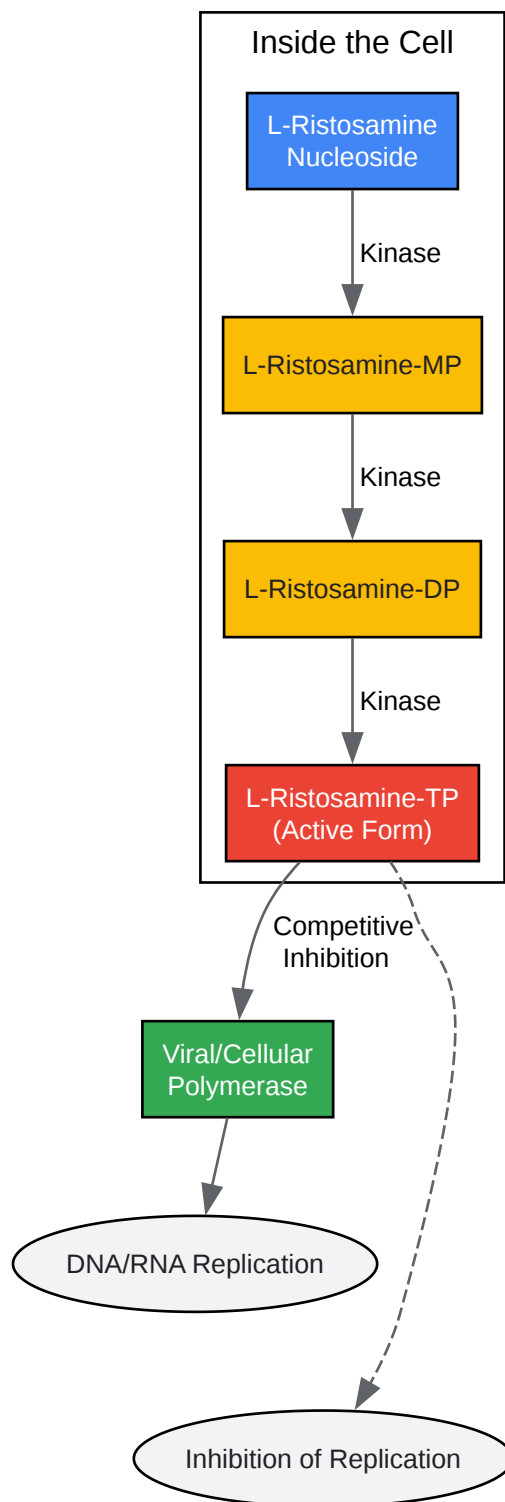 Inside the Cell
L-Ristosamine
Nucleoside
Kinase
L-Ristosamine-MP
Kinase
L-Ristosamine-DP
Kinase
L-Ristosamine-TP
(Active Form)
Competitive
Inhibition
Viral/Cellular
Polymerase
DNA/RNA Replication
Inhibition of Replication